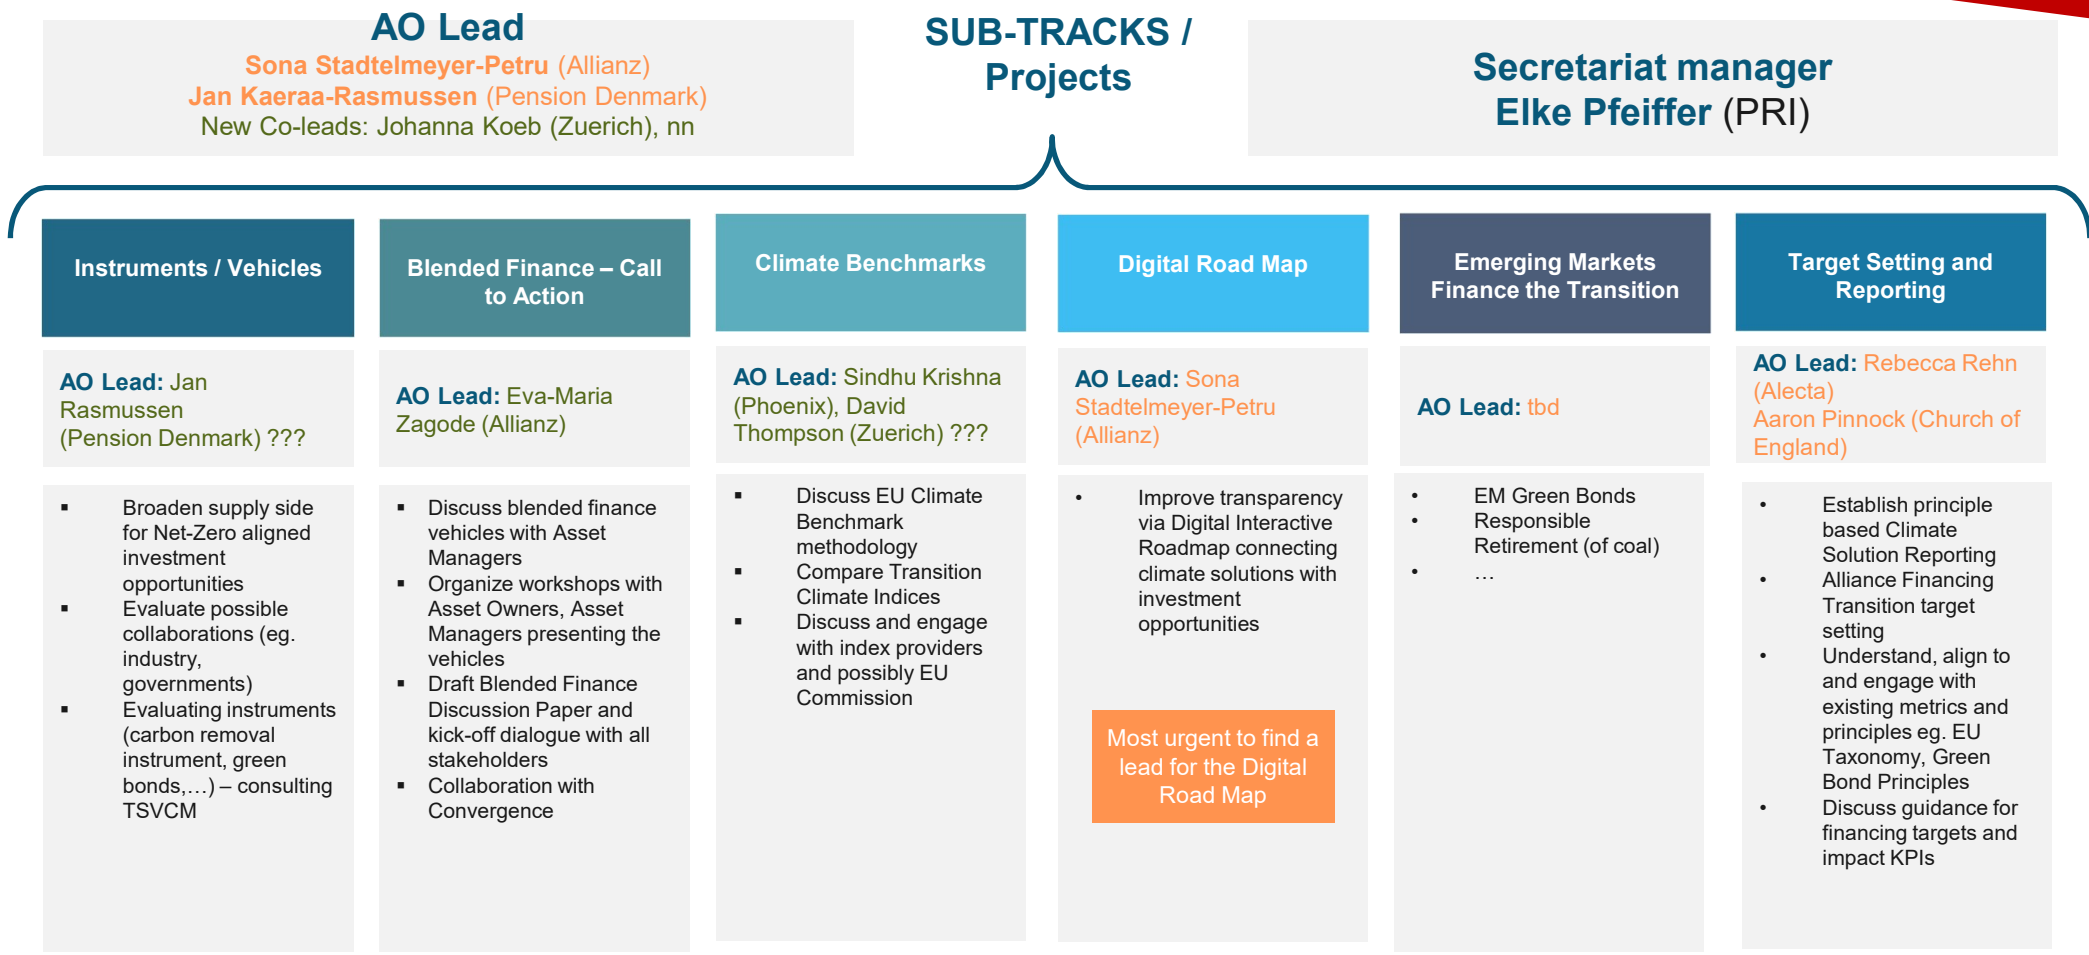 AO Lead
Sona Stadtelmeyer-Petru (Allianz)
Jan Kaeraa-Rasmussen (Pension Denmark)
New Co-leads: Johanna Koeb (Zuerich), nn
SUB-TRACKS /
Projects
Secretariat manager
Elke Pfeiffer (PRI)
Instruments / Vehicles
AO Lead: Jan
Rasmussen
(Pension Denmark) ???
▪ Broaden supply side
for Net-Zero aligned
investment
opportunities
▪ Evaluate possible
collaborations (eg.
industry,
governments)
▪ Evaluating instruments
(carbon removal
instrument, green
bonds,…) – consulting
TSVCM
Blended Finance – Call
to Action
AO Lead: Eva-Maria
Zagode (Allianz)
▪ Discuss blended finance
vehicles with Asset
Managers
▪ Organize workshops with
Asset Owners, Asset
Managers presenting the
vehicles
▪ Draft Blended Finance
Discussion Paper and
kick-off dialogue with all
stakeholders
▪ Collaboration with
Convergence
Climate Benchmarks
AO Lead: Sindhu Krishna
(Phoenix), David
Thompson (Zuerich) ???
▪ Discuss EU Climate
Benchmark
methodology
▪ Compare Transition
Climate Indices
▪ Discuss and engage
with index providers
and possibly EU
Commission
Digital Road Map
AO Lead: Sona
Stadtelmeyer-Petru
(Allianz)
• Improve transparency
via Digital Interactive
Roadmap connecting
climate solutions with
investment
opportunities
Most urgent to find a
lead for the Digital
Road Map
Emerging Markets
Finance the Transition
AO Lead: tbd
• EM Green Bonds
• Responsible
Retirement (of coal)
• …
Target Setting and
Reporting
AO Lead: Rebecca Rehn
(Alecta)
Aaron Pinnock (Church of
England)
• Establish principle
based Climate
Solution Reporting
• Alliance Financing
Transition target
setting
• Understand, align to
and engage with
existing metrics and
principles eg. EU
Taxonomy, Green
Bond Principles
• Discuss guidance for
financing targets and
impact KPIs